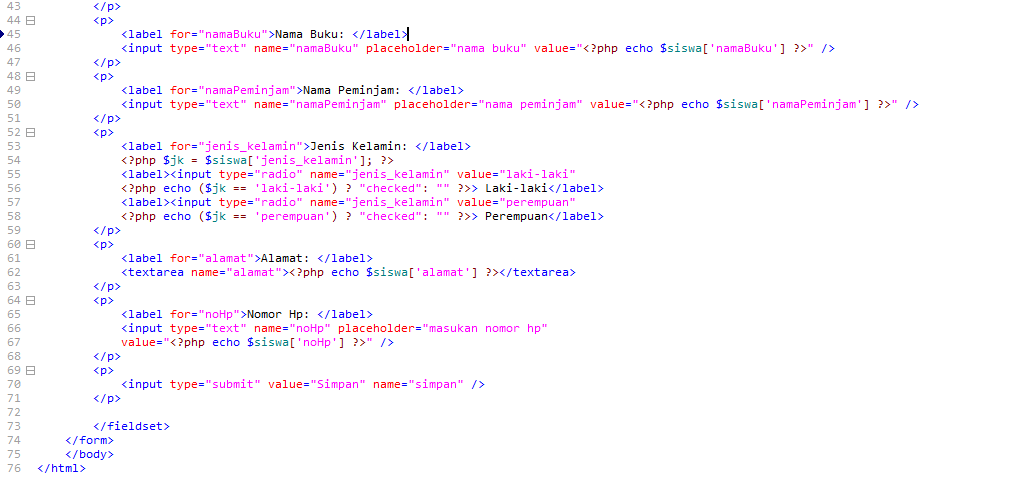 43 </p>
44 <p>
45 <label for="namaBuku">Nama Buku: </label>
46 <input type="text" name="namaBuku" placeholder="nama buku" value="<?php echo $siswa['namaBuku'] ?>" />
47 </p>
48 <p>
49 <label for="namaPeminjam">Nama Peminjam: </label>
50 <input type="text" name="namaPeminjam" placeholder="nama peminjam" value="<?php echo $siswa['namaPeminjam'] ?>" />
51 </p>
52 <p>
53 <label for="jenis_kelamin">Jenis Kelamin: </label>
54 <?php $jk = $siswa['jenis_kelamin']; ?>
55 <label><input type="radio" name="jenis_kelamin" value="laki-laki"
56 <?php echo ($jk == 'laki-laki') ? "checked": "" ?>> Laki-laki</label>
57 <label><input type="radio" name="jenis_kelamin" value="perempuan"
58 <?php echo ($jk == 'perempuan') ? "checked": "" ?>> Perempuan</label>
59 </p>
60 <p>
61 <label for="alamat">Alamat: </label>
62 <textarea name="alamat"><?php echo $siswa['alamat'] ?></textarea>
63 </p>
64 <p>
65 <label for="noHp">Nomor Hp: </label>
66 <input type="text" name="noHp" placeholder="masukan nomor hp"
67 value="<?php echo $siswa['noHp'] ?>" />
68 </p>
69 <p>
70 <input type="submit" value="Simpan" name="simpan" />
71 </p>
72
73 </fieldset>
74 </form>
75 </body>
76 </html>